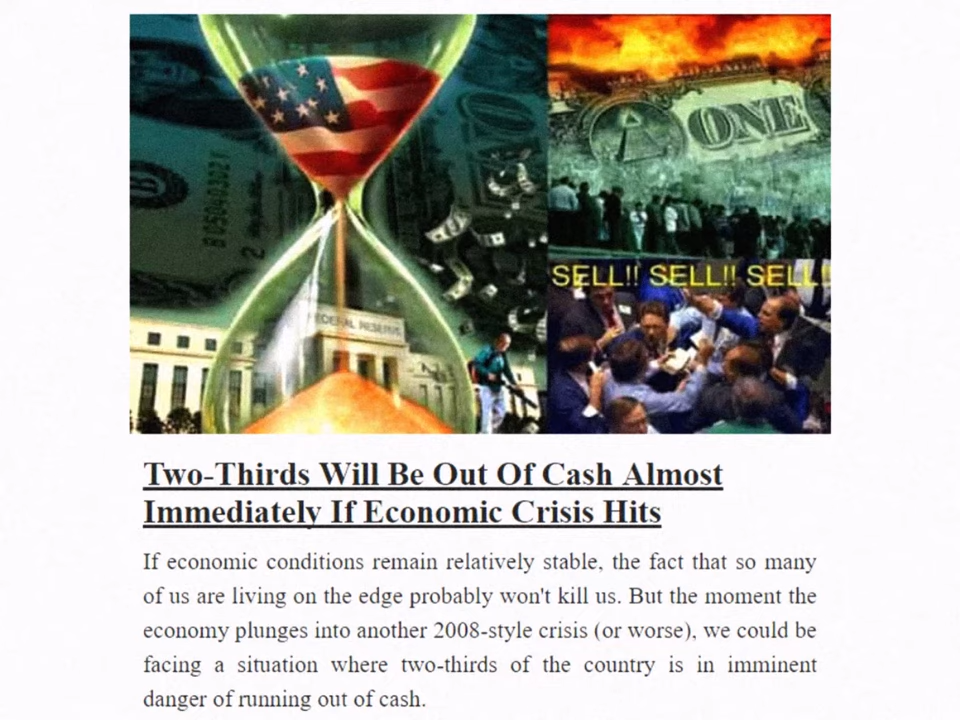 B 05040302I
2
ONE
FEDERAL RESERVE
SELL!! SELL!! SELL!!
Two-Thirds Will Be Out Of Cash Almost
Immediately If Economic Crisis Hits
If economic conditions remain relatively stable, the fact that so many
of us are living on the edge probably won't kill us. But the moment the
economy plunges into another 2008-style crisis (or worse), we could be
facing a situation where two-thirds of the country is in imminent
danger of running out of cash.